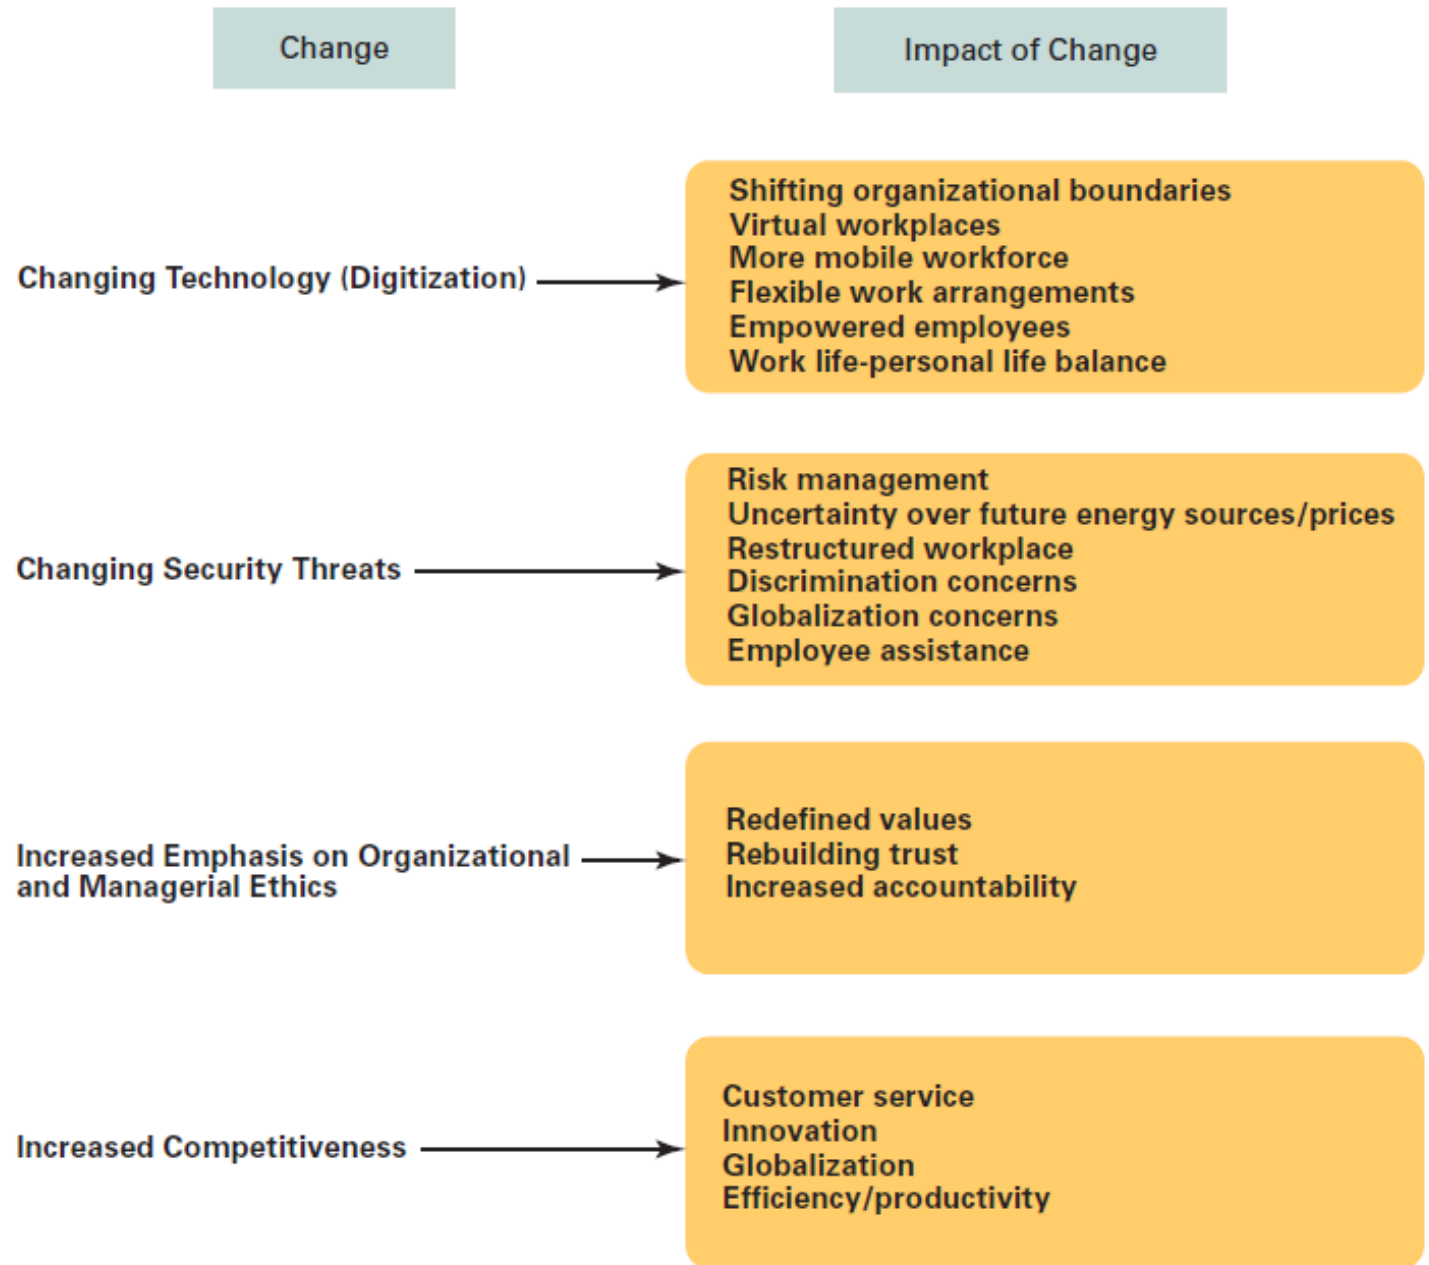 Change
Impact of Change
Changing Technology (Digitization)
Shifting organizational boundaries
Virtual workplaces
More mobile workforce
Flexible work arrangements
Empowered employees
Work life-personal life balance
Changing Security Threats
Risk management
Uncertainty over future energy sources/prices
Restructured workplace
Discrimination concerns
Globalization concerns
Employee assistance
Increased Emphasis on Organizational
and Managerial Ethics
Redefined values
Rebuilding trust
Increased accountability
Increased Competitiveness
Customer service
Innovation
Globalization
Efficiency/productivity